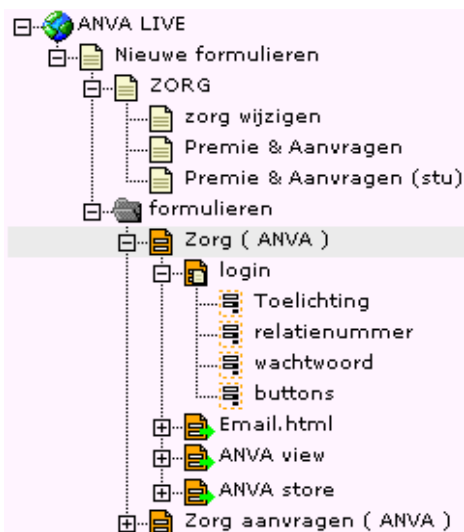 ANVA LIVE
Nieuwe formulieren
ZORG
zorg wijzigen
Premie & Aanvragen
Premie & Aanvragen (stu)
formulieren
Zorg ( ANVA )
login
Toelichting
relatienummer
wachtwoord
buttons
Email.html
ANVA view
ANVA store
Zorg aanvragen ( ANVA )